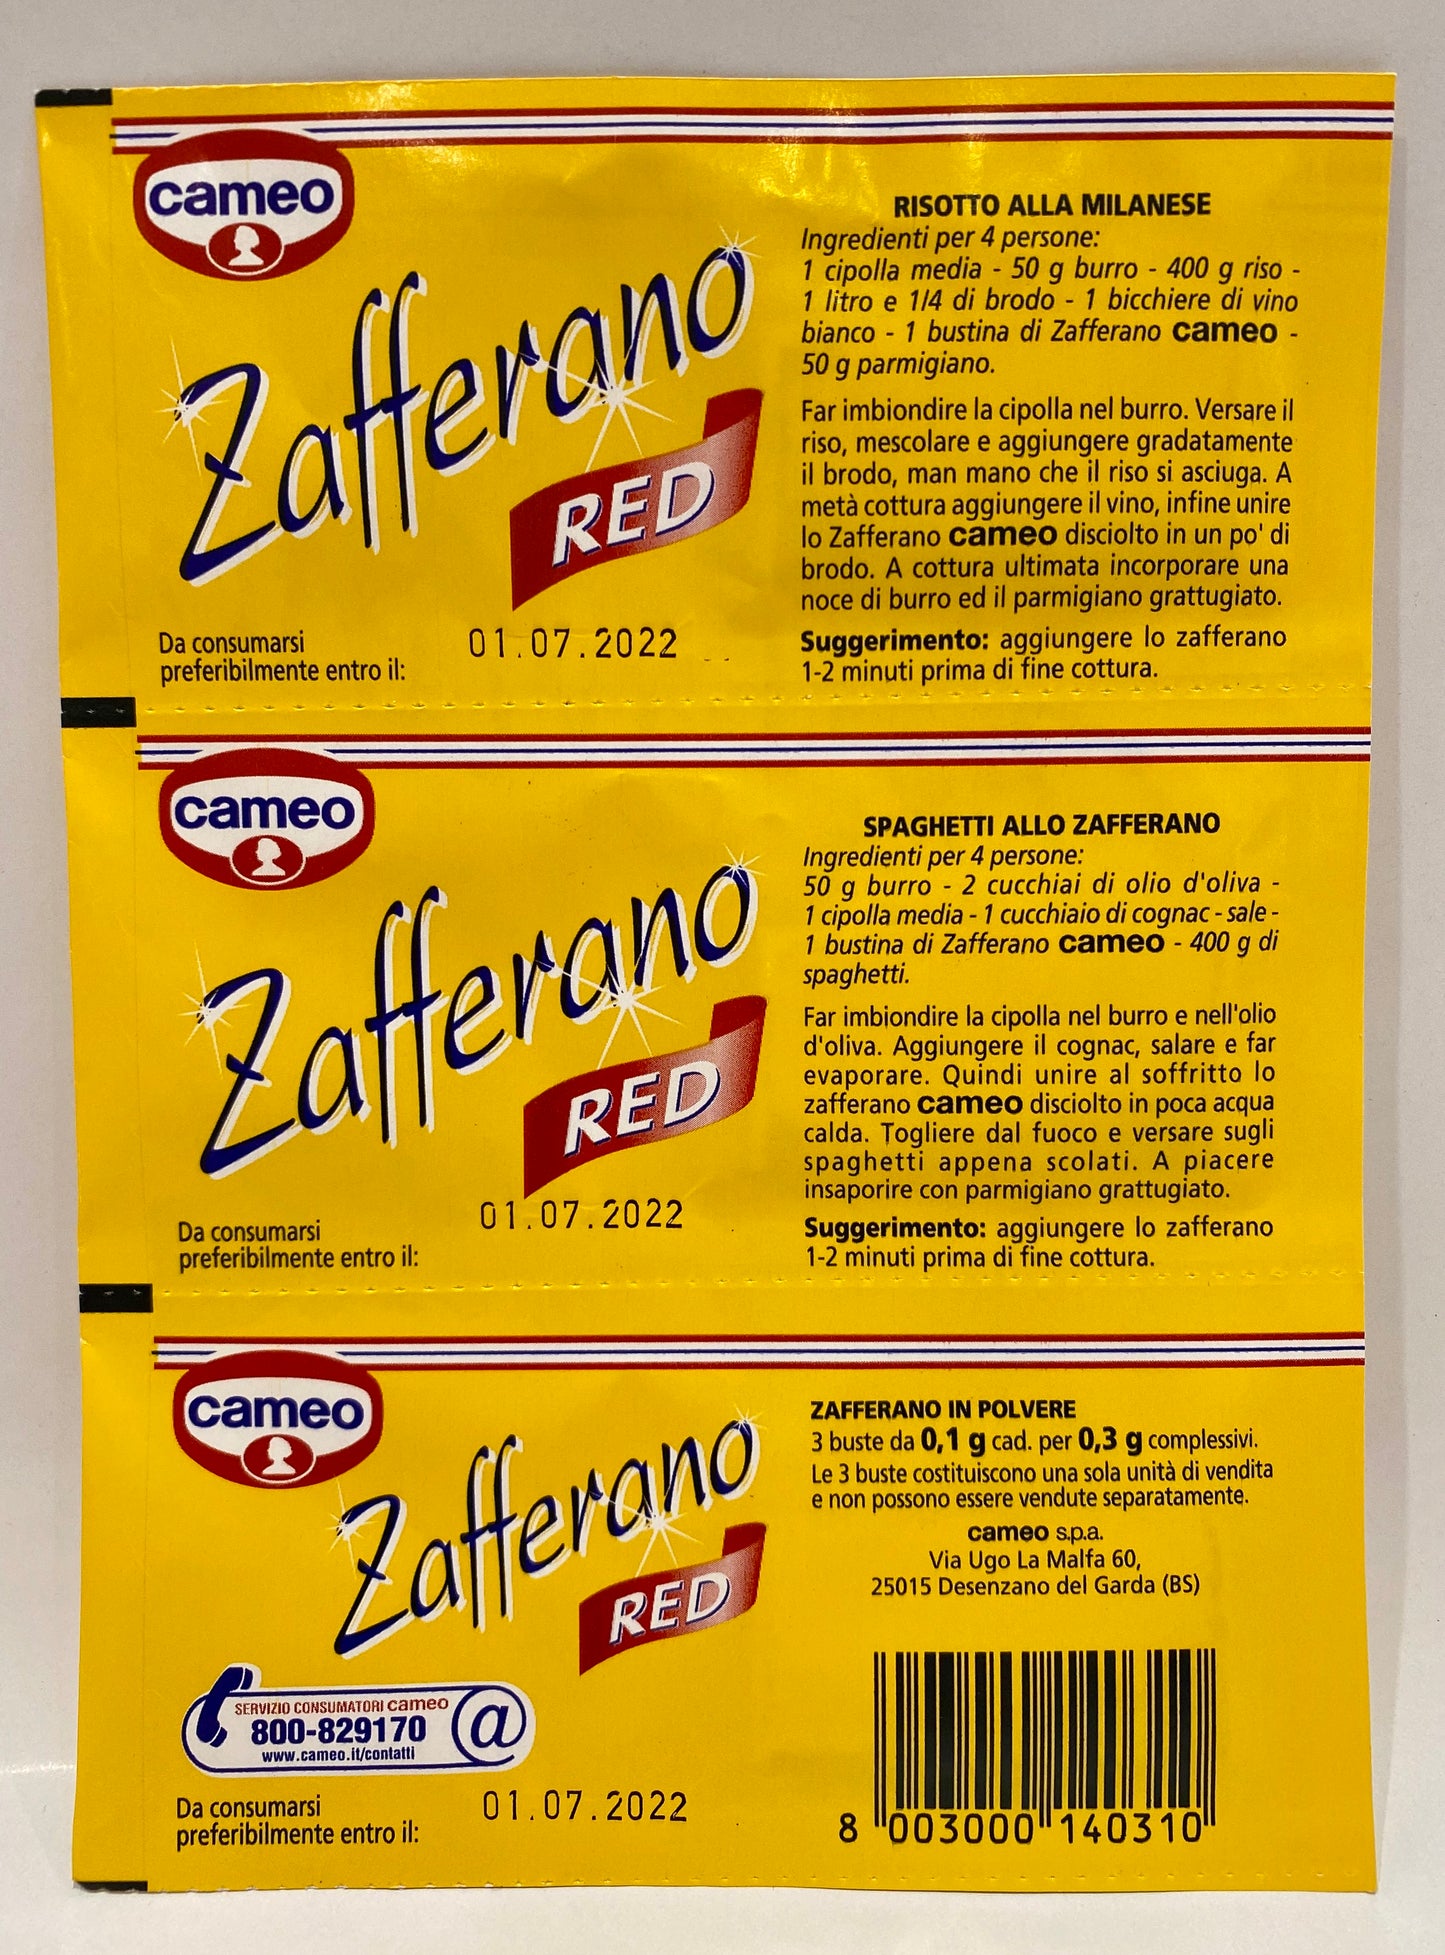 cameo
Zafferano
RED
Da consumarsi
preferibilmente entro il:
01.07.2022
RISOTTO ALLA MILANESE
Ingredienti per 4 persone:
1 cipolla media - 50 g burro - 400 g riso -
1 litro e 1/4 di brodo - 1 bicchiere di vino
bianco - 1 bustina di Zafferano cameo -
50 g parmigiano.
Far imbiondire la cipolla nel burro. Versare il
riso, mescolare e aggiungere gradatamente
il brodo, man mano che il riso si asciuga. A
metà cottura aggiungere il vino, infine unire
lo Zafferano cameo disciolto in un po' di
brodo. A cottura ultimata incorporare una
noce di burro ed il parmigiano grattugiato.
Suggerimento: aggiungere lo zafferano
1-2 minuti prima di fine cottura.
cameo
Zafferano
RED
Da consumarsi
preferibilmente entro il:
01.07.2022
SPAGHETTI ALLO ZAFFERANO
Ingredienti per 4 persone:
50 g burro - 2 cucchiai di olio d'oliva -
1 cipolla media - 1 cucchiaio di cognac - sale -
1 bustina di Zafferano cameo - 400 g di
spaghetti.
Far imbiondire la cipolla nel burro e nell'olio
d'oliva. Aggiungere il cognac, salare e far
evaporare. Quindi unire al soffritto lo
zafferano cameo disciolto in poca acqua
calda. Togliere dal fuoco e versare sugli
spaghetti appena scolati. A piacere
insaporire con parmigiano grattugiato.
Suggerimento: aggiungere lo zafferano
1-2 minuti prima di fine cottura.
cameo
Zafferano
RED
SERVIZIO CONSUMATORI cameo
800-829170
www.cameo.it/contatti
@
Da consumarsi
preferibilmente entro il:
01.07.2022
ZAFFERANO IN POLVERE
3 buste da 0,1 g cad. per 0,3 g complessivi.
Le 3 buste costituiscono una sola unità di vendita
e non possono essere vendute separatamente.
cameo s.p.a.
Via Ugo La Malfa 60,
25015 Desenzano del Garda (BS)
8 003000 140310